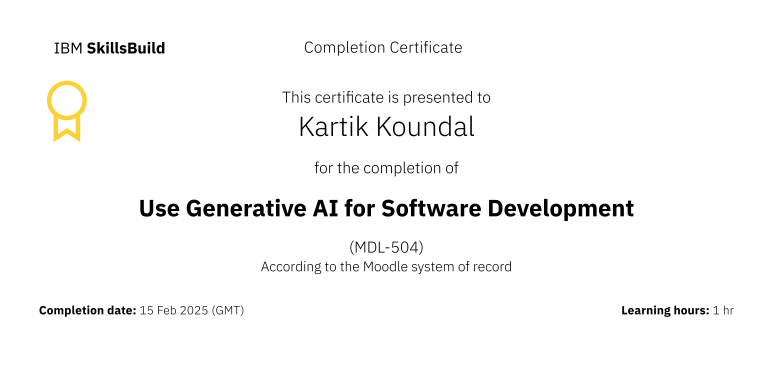 IBM SkillsBuild
Completion Certificate
This certificate is presented to
Kartik Koundal
for the completion of
Use Generative AI for Software Development
(MDL-504)
According to the Moodle system of record
Completion date: 15 Feb 2025 (GMT)
Learning hours: 1 hr